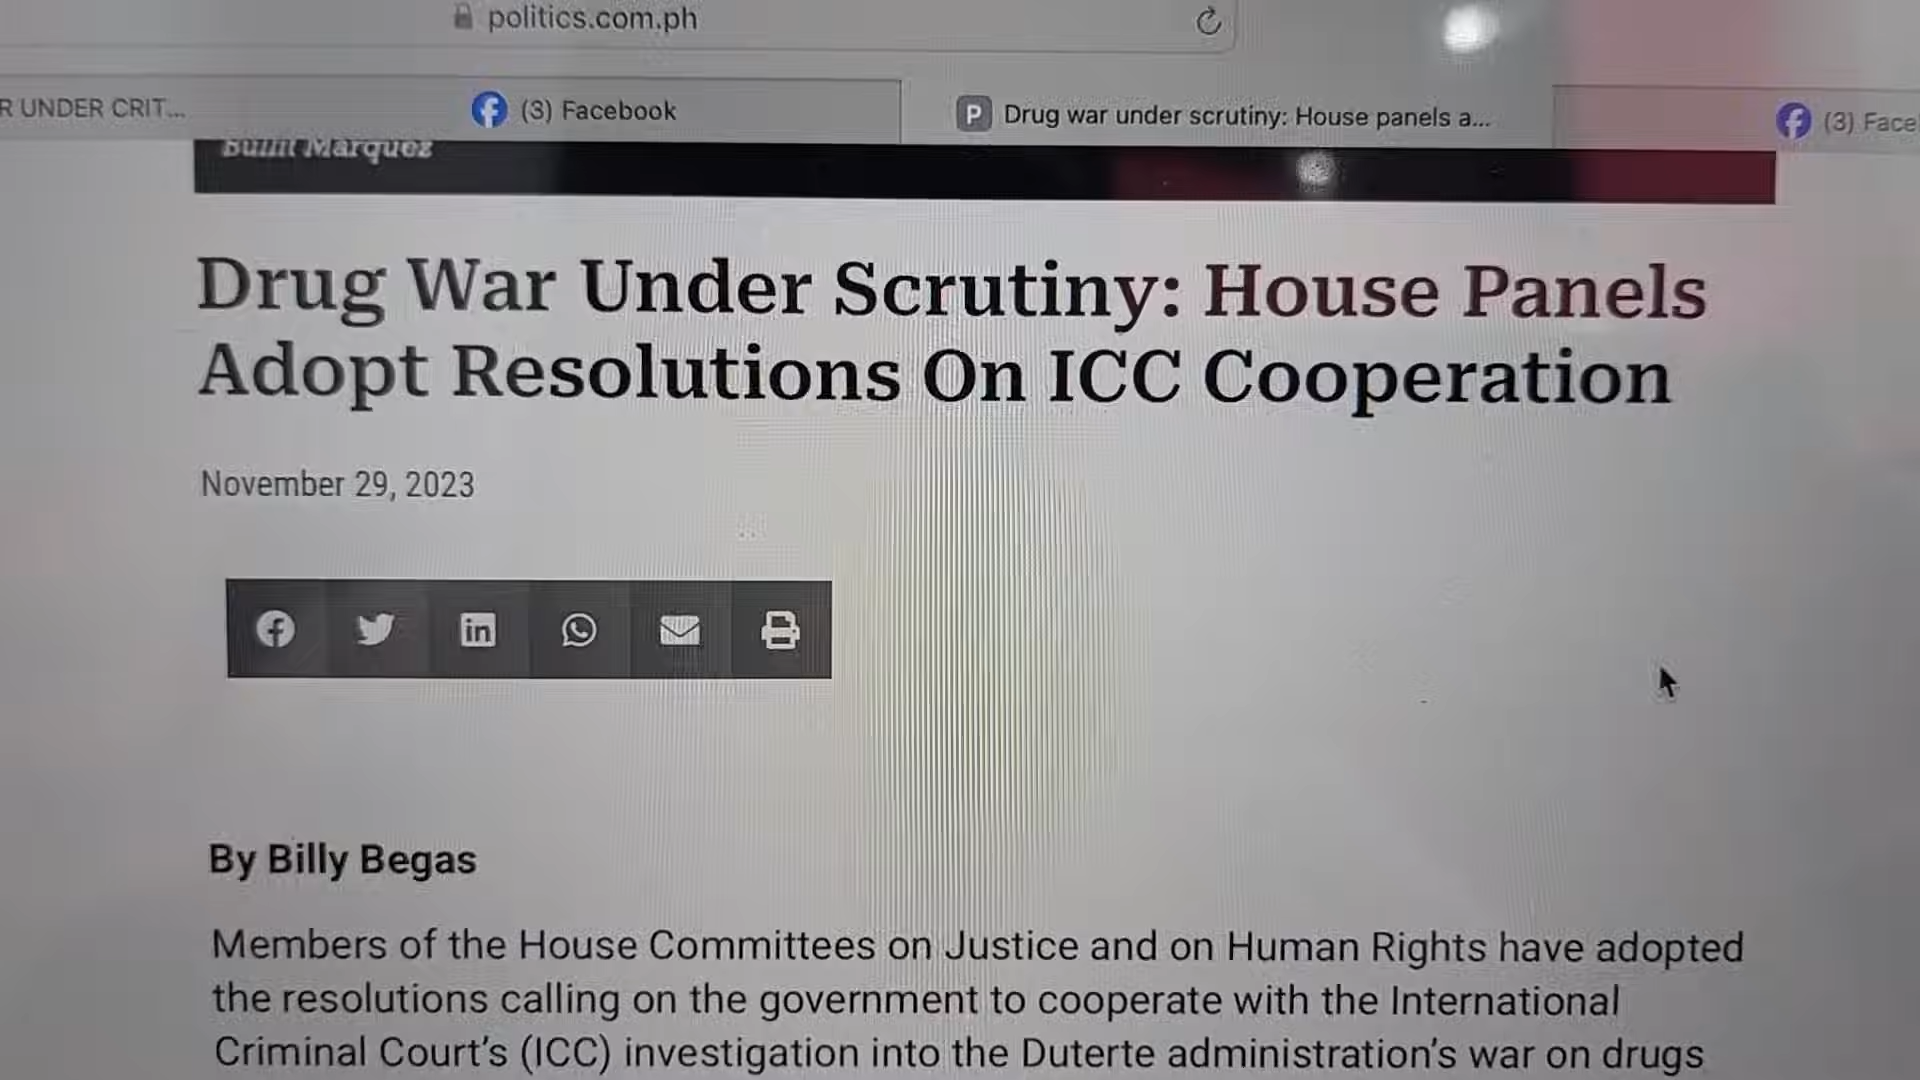 politics.com.ph
R UNDER CRIT...
(3) Facebook
Drug war under scrutiny: House panels a...
(3) Face
Bullit Marquez
Drug War Under Scrutiny: House Panels
Adopt Resolutions On ICC Cooperation
November 29, 2023
By Billy Begas
Members of the House Committees on Justice and on Human Rights have adopted
the resolutions calling on the government to cooperate with the International
Criminal Court's (ICC) investigation into the Duterte administration's war on drugs